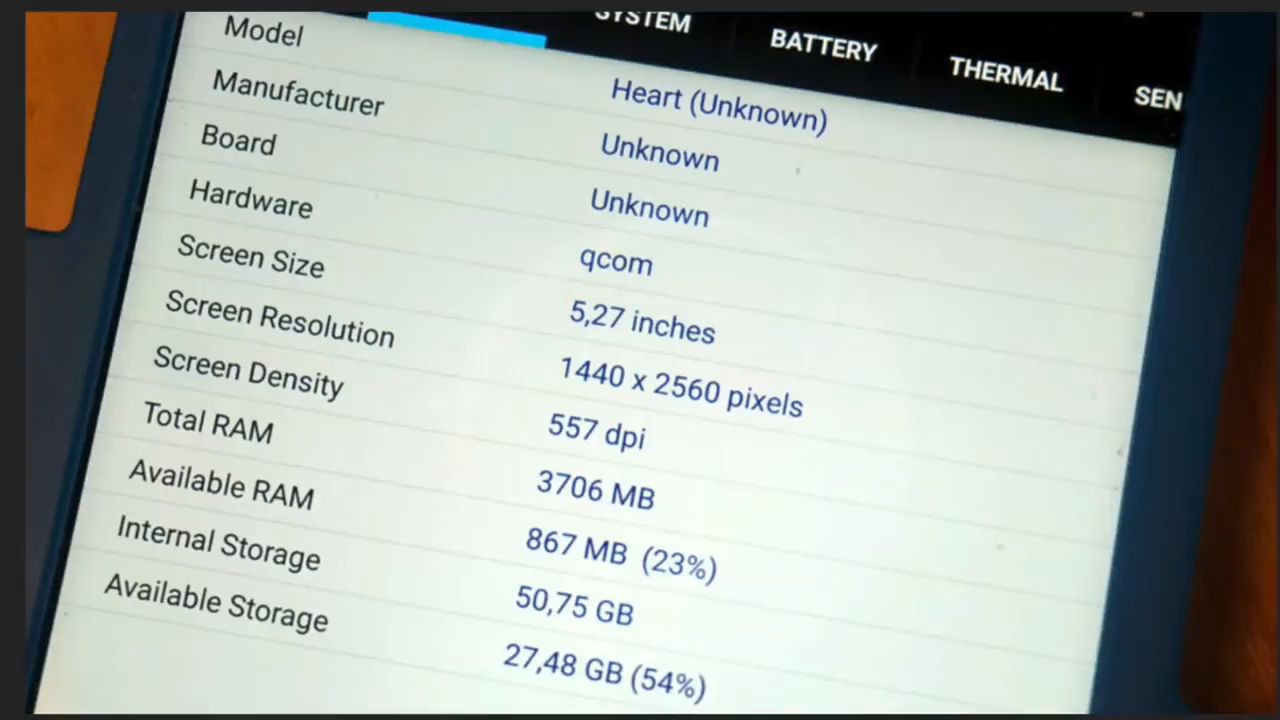 SYSTEM BATTERY THERMAL SEN
Model Heart (Unknown)
Manufacturer Unknown
Board Unknown
Hardware qcom
Screen Size 5,27 inches
Screen Resolution 1440 x 2560 pixels
Screen Density 557 dpi
Total RAM 3706 MB
Available RAM 867 MB (23%)
Internal Storage 50,75 GB
Available Storage 27,48 GB (54%)